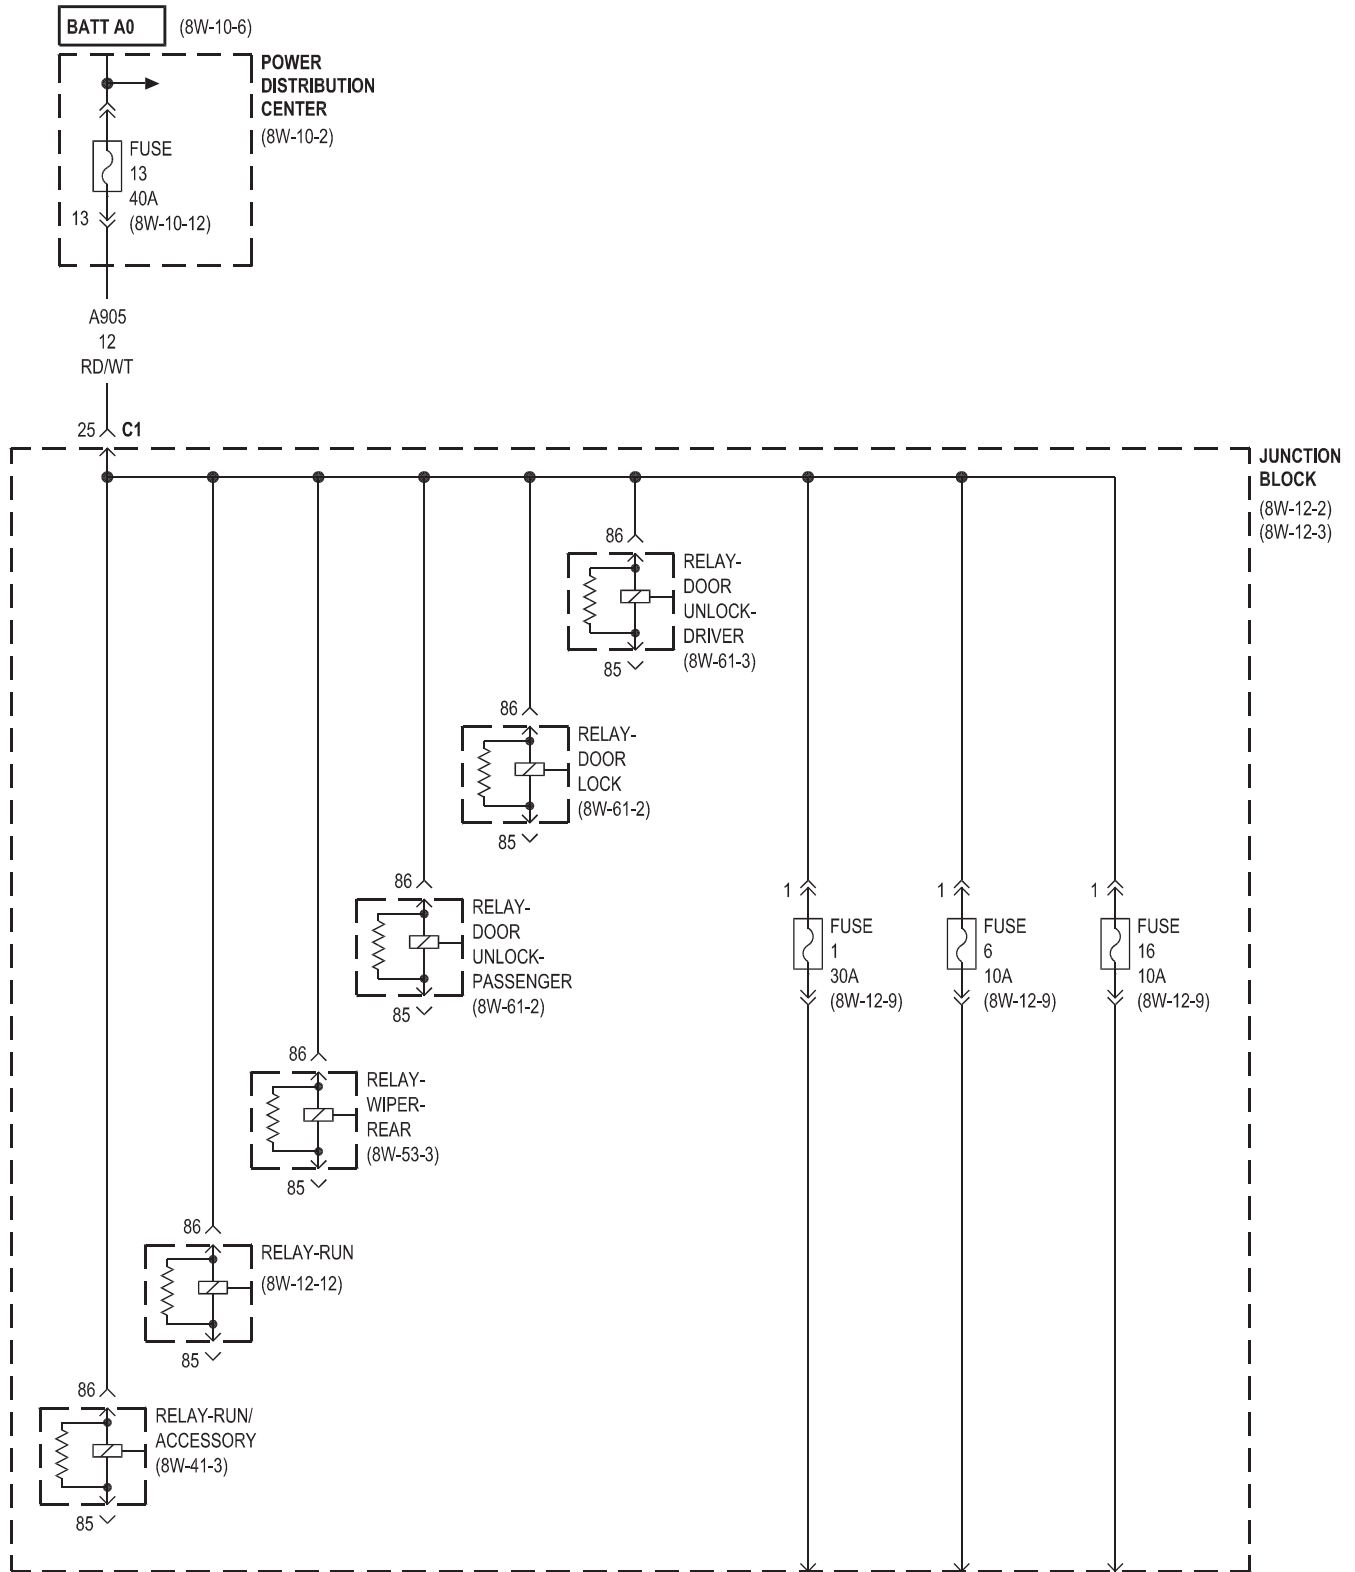 BATT A0 (8W-10-6)
POWER
DISTRIBUTION
CENTER
(8W-10-2)
FUSE
13
40A
(8W-10-12)
13
A905
12
RD/WT
25 C1
JUNCTION
BLOCK
(8W-12-2)
(8W-12-3)
86
RELAY-
DOOR
UNLOCK-
DRIVER
(8W-61-3)
85
86
RELAY-
DOOR
LOCK
(8W-61-2)
85
86
RELAY-
DOOR
UNLOCK-
PASSENGER
(8W-61-2)
85
1
FUSE
1
30A
(8W-12-9)
1
FUSE
6
10A
(8W-12-9)
1
FUSE
16
10A
(8W-12-9)
86
RELAY-
WIPER-
REAR
(8W-53-3)
85
86
RELAY-RUN
(8W-12-12)
85
86
RELAY-RUN/
ACCESSORY
(8W-41-3)
85